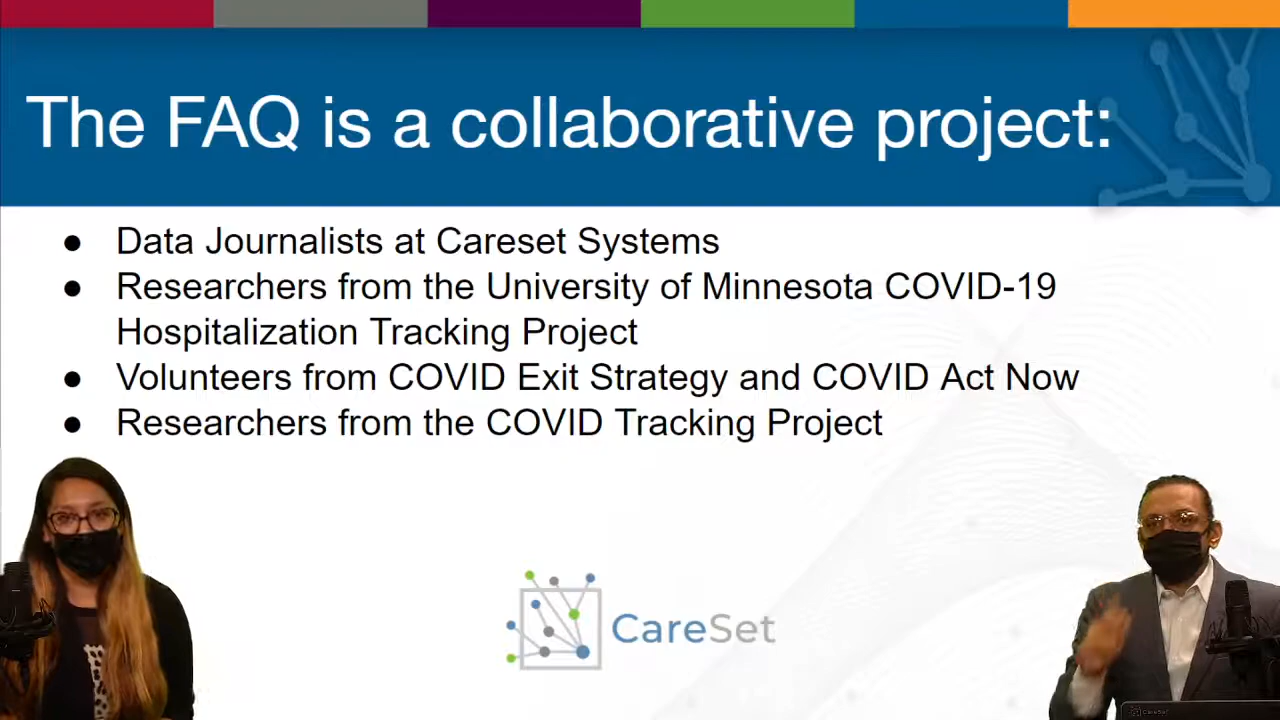 The FAQ is a collaborative project:
● Data Journalists at Careset Systems
● Researchers from the University of Minnesota COVID-19
Hospitalization Tracking Project
● Volunteers from COVID Exit Strategy and COVID Act Now
● Researchers from the COVID Tracking Project
CareSet
CareSet